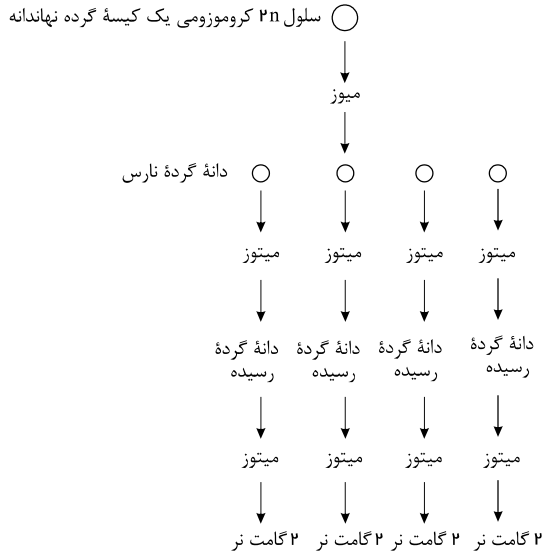 سلول ۲n کروموزومی یک کیسهٔ گرده نهاندانه
میوز
دانهٔ گردهٔ نارس
میتوز میتوز میتوز میتوز
دانهٔ گردهٔ دانهٔ گردهٔ دانهٔ گردهٔ دانهٔ گردهٔ
رسیده رسیده رسیده رسیده
میتوز میتوز میتوز میتوز
۲ گامت نر ۲ گامت نر ۲ گامت نر ۲ گامت نر